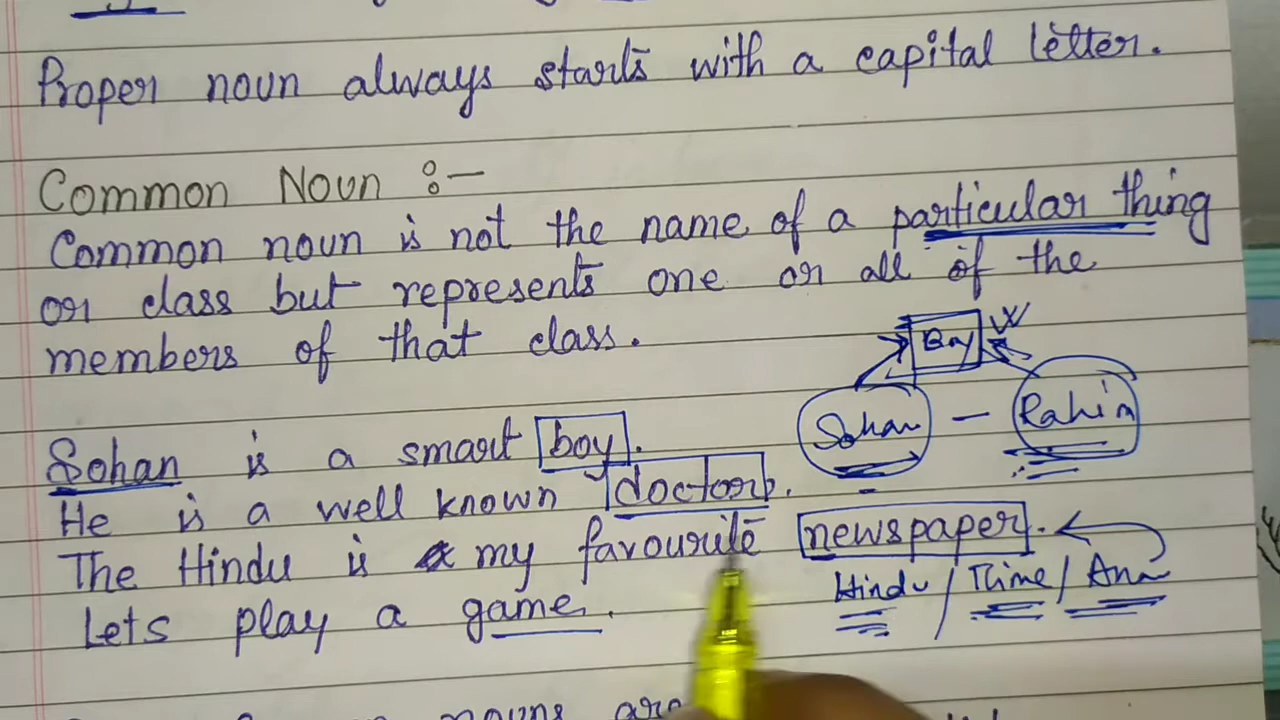 Proper noun always starts with a capital letter.
Common Noun :-
Common noun is not the name of a particular thing
or class but represents one or all of the
members of that class.
Boy
Sohan - Rahim
Sohan is a smart boy.
He is a well known doctor.
The Hindu is my favourite newspaper.
Hindu / Time /
Lets play a game.
nouns are